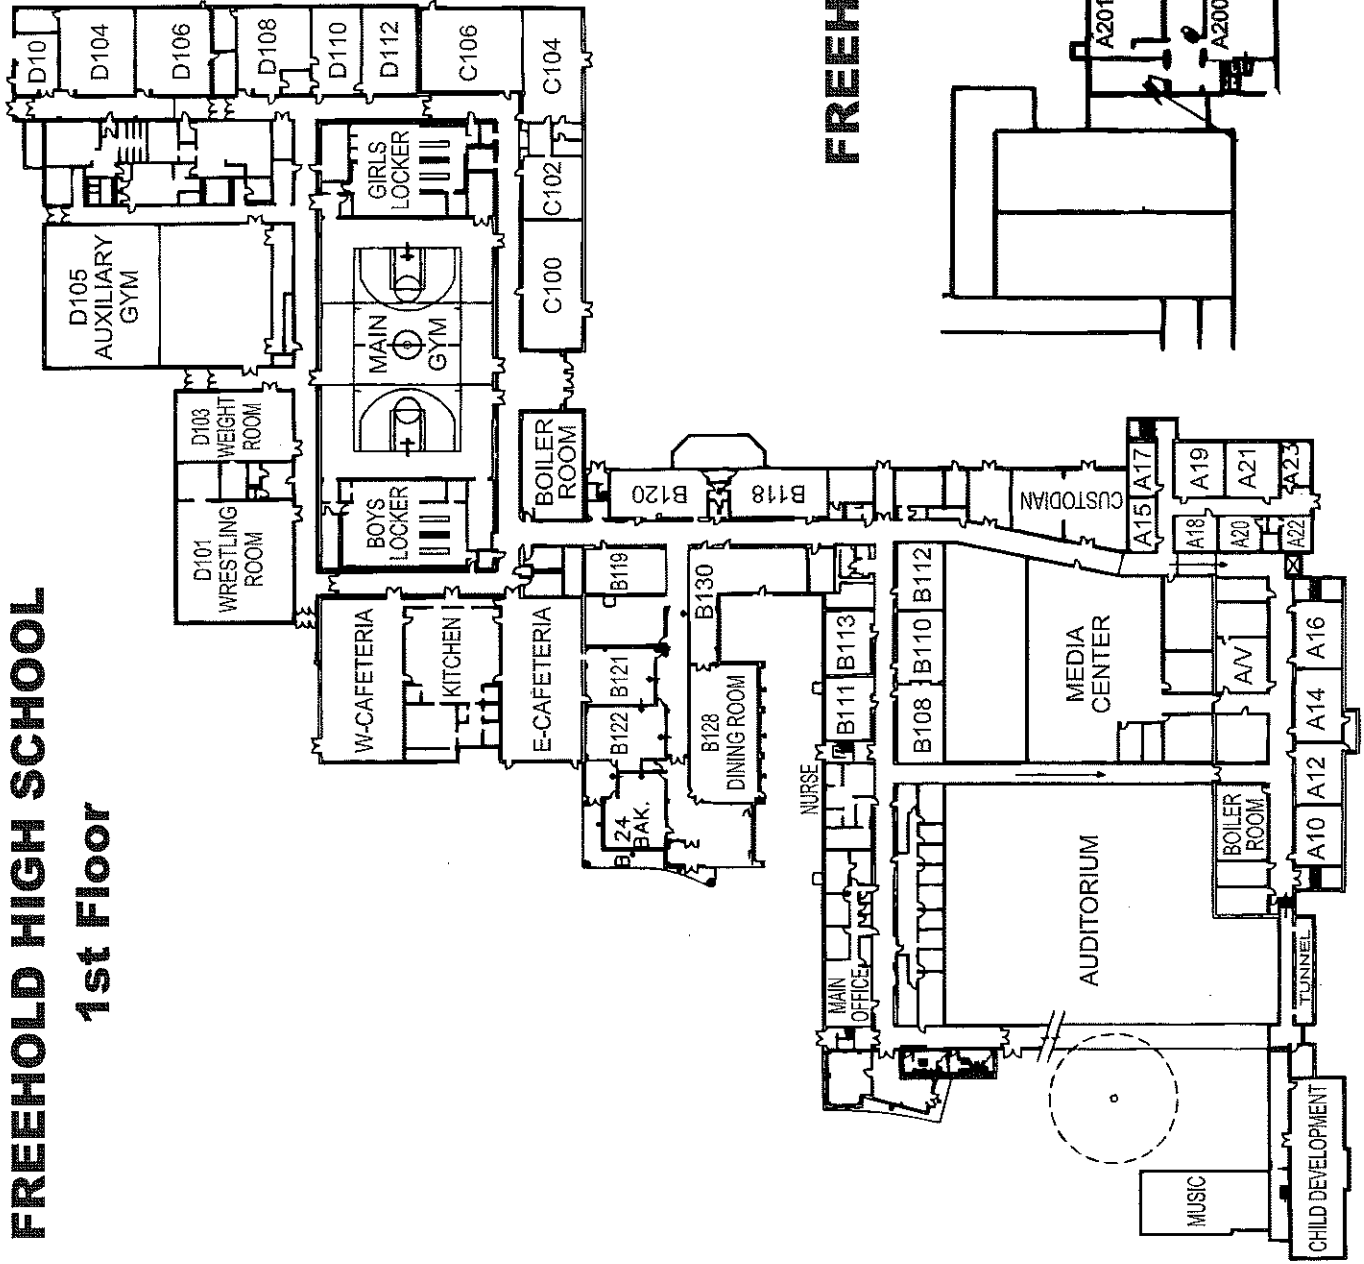 FREEHOLD HIGH SCHOOL
1st Floor
D10
D104
D106
D108
D110
D112
C106
C104
C102
C100
GIRLS
LOCKER
D105
AUXILIARY
GYM
MAIN
GYM
D103
WEIGHT
ROOM
D101
WRESTLING
ROOM
BOYS
LOCKER
BOILER
ROOM
W-CAFETERIA
KITCHEN
E-CAFETERIA
B120
B118
B119
B130
B121
B122
B
24
BAK.
B128
DINING ROOM
CUSTODIAN
A17
A15
A19
A21
A23
A18
A20
A22
B112
B110
B108
B113
B111
NURSE
MEDIA
CENTER
A/V
A16
A14
A12
A10
BOILER
ROOM
MAIN
OFFICE
AUDITORIUM
TUNNEL
MUSIC
CHILD DEVELOPMENT
FREEH
A201
A200